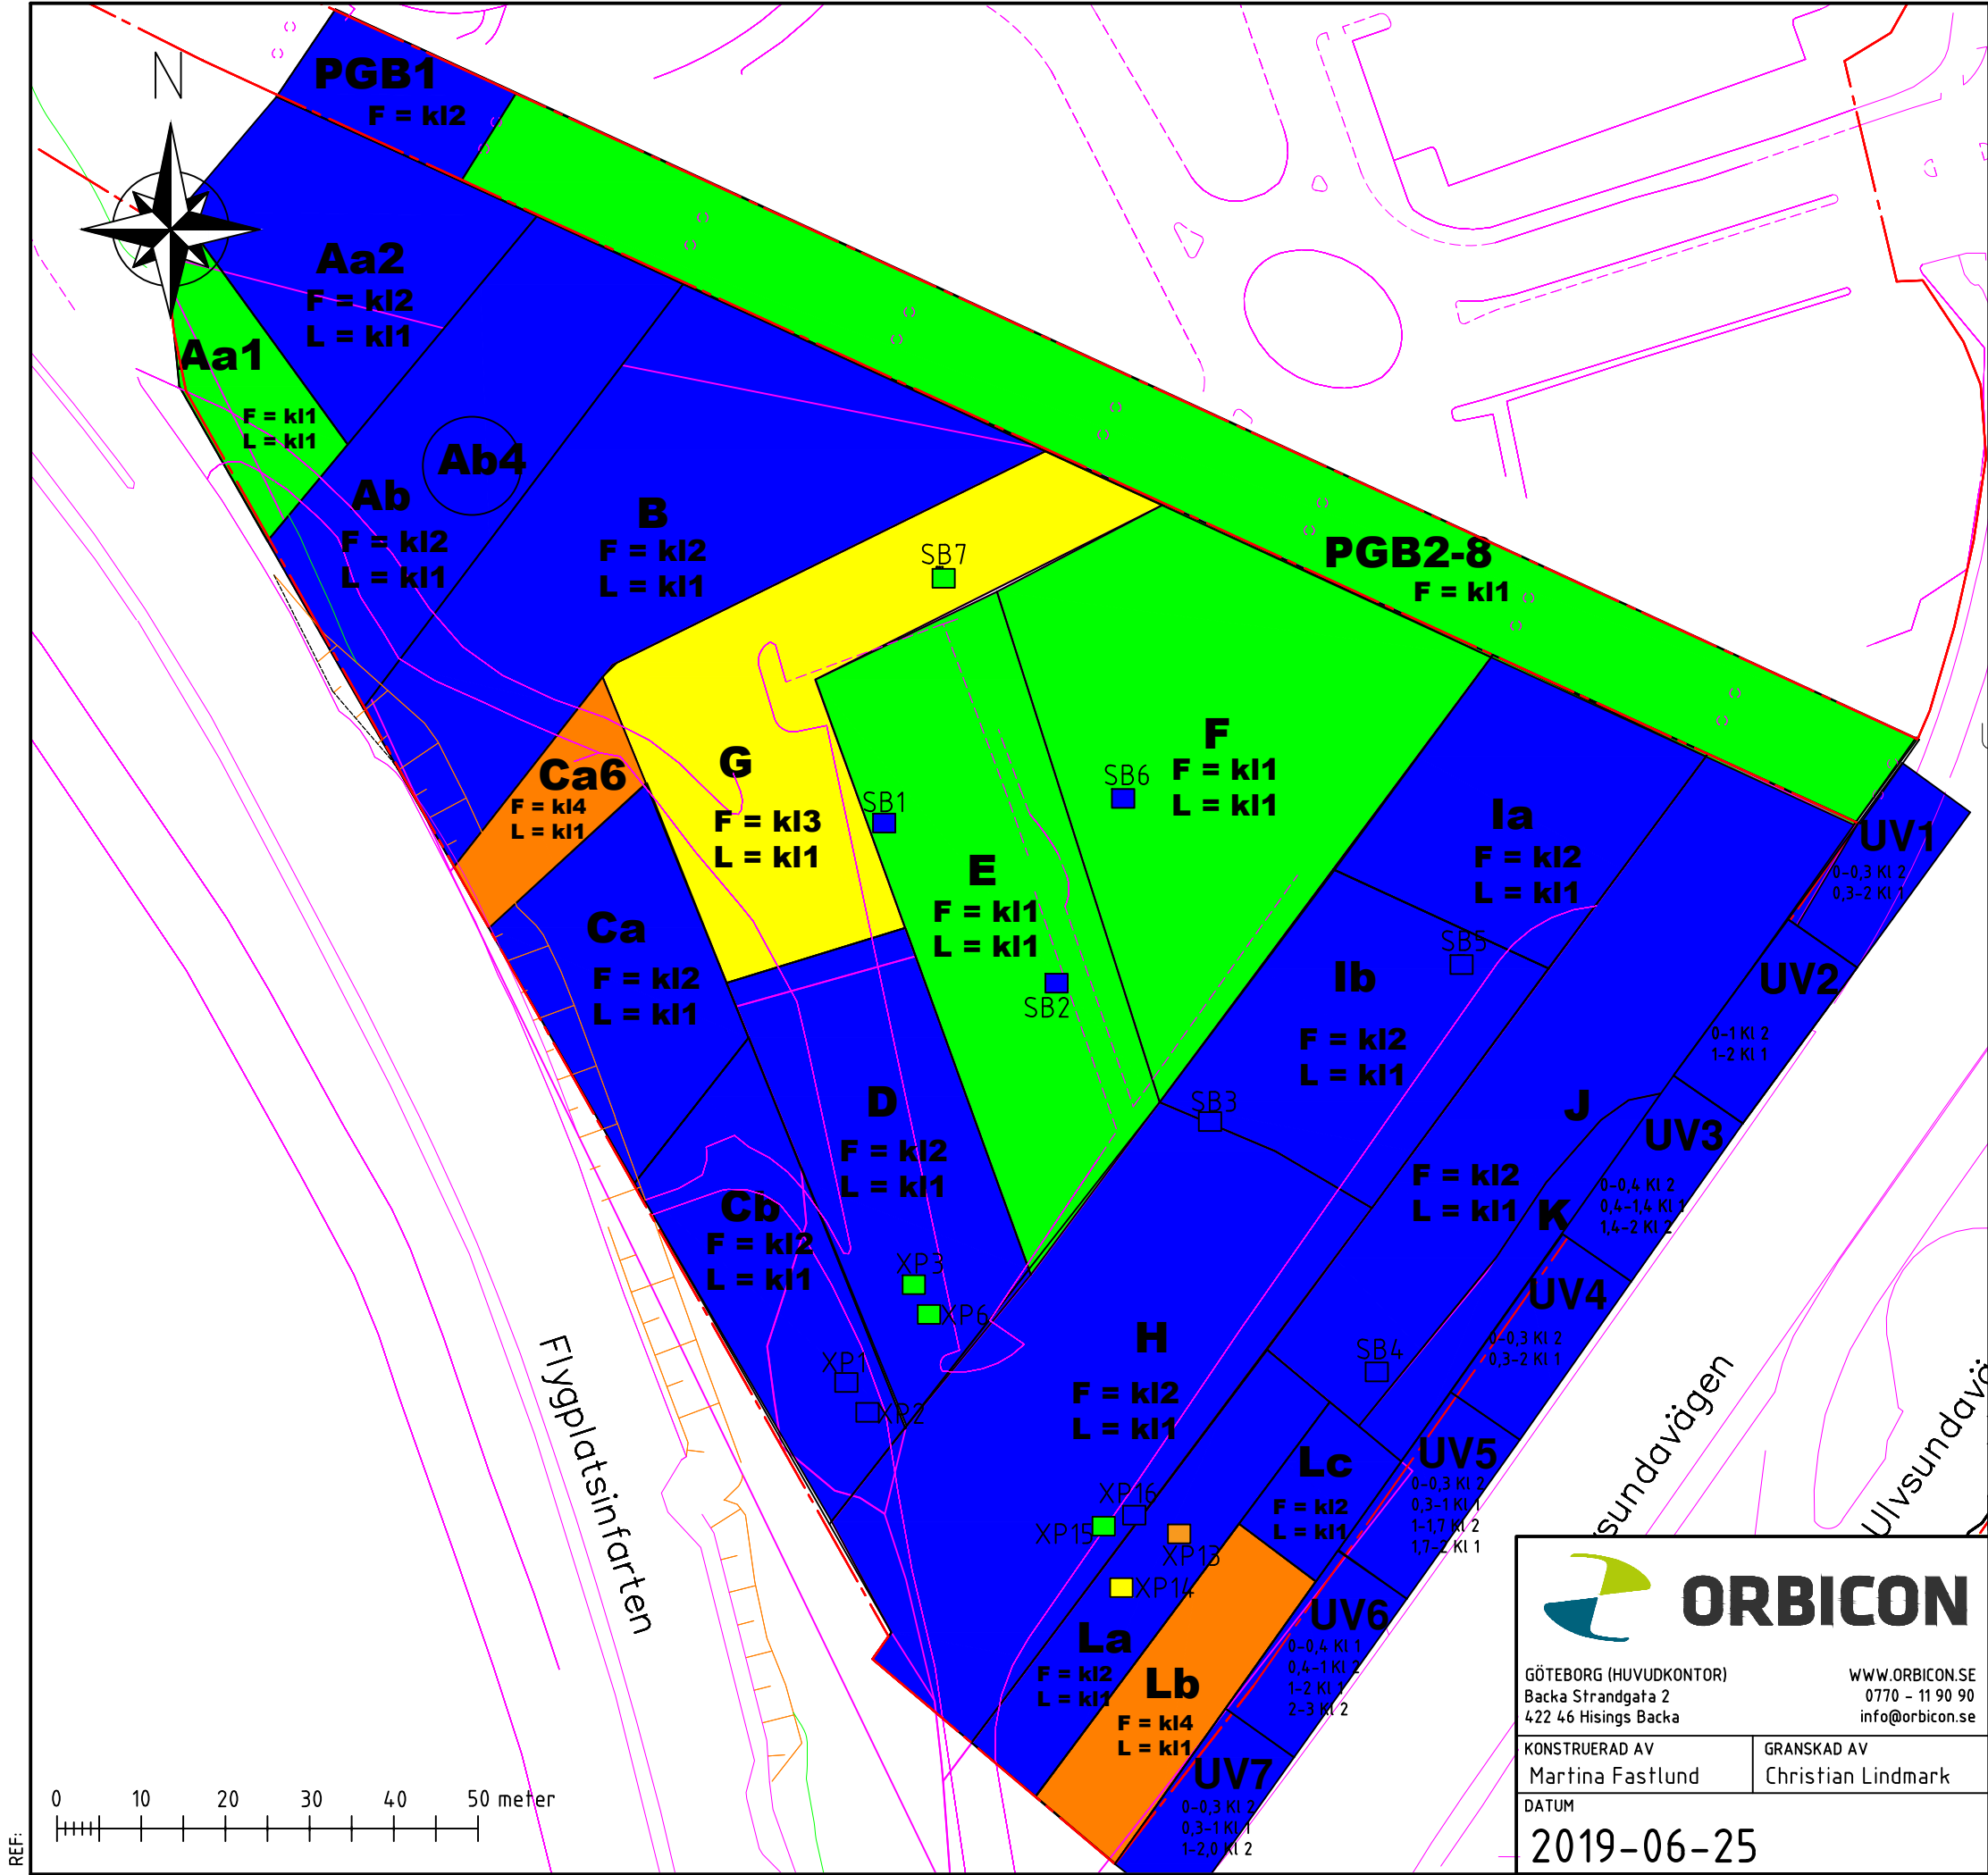 N
PGB1
F = kl2
Aa2
F = kl2
L = kl1
Aa1
F = kl1
L = kl1
Ab4
Ab
F = kl2
L = kl1
B
F = kl2
L = kl1
SB7
PGB2-8
F = kl1
Ca6
F = kl4
L = kl1
G
F = kl3
L = kl1
SB1
F
F = kl1
L = kl1
SB6
E
F = kl1
L = kl1
SB2
Ia
F = kl2
L = kl1
UV1
0-0,3 Kl 2
0,3-2 Kl 1
Ca
F = kl2
L = kl1
SB5
Ib
F = kl2
L = kl1
UV2
0-1 Kl 2
1-2 Kl 1
D
F = kl2
L = kl1
SB3
J
F = kl2
L = kl1
UV3
0-0,4 Kl 2
0,4-1,4 Kl 1
1,4-2 Kl 2
K
Cb
F = kl2
L = kl1
XP3
XP6
XP1
XP2
H
F = kl2
L = kl1
SB4
UV4
0-0,3 Kl 2
0,3-2 Kl 1
UV5
0-0,3 Kl 2
0,3-1 Kl 1
1-1,7 Kl 2
1,7-2 Kl 1
Lc
F = kl2
L = kl1
XP16
XP15
XP13
XP14
La
F = kl2
L = kl1
Lb
F = kl4
L = kl1
UV6
0-0,4 Kl 1
0,4-1 Kl 2
1-2 Kl 1
2-3 Kl 2
UV7
0-0,3 Kl 2
0,3-1 Kl 1
1-2,0 Kl 2
Flygplatsinfarten
sundavägen
Ulvsundavä
0 10 20 30 40 50 meter
REF:
ORBICON
GÖTEBORG (HUVUDKONTOR)
Backa Strandgata 2
422 46 Hisings Backa
WWW.ORBICON.SE
0770 - 11 90 90
info@orbicon.se
KONSTRUERAD AV
Martina Fastlund
GRANSKAD AV
Christian Lindmark
DATUM
2019-06-25